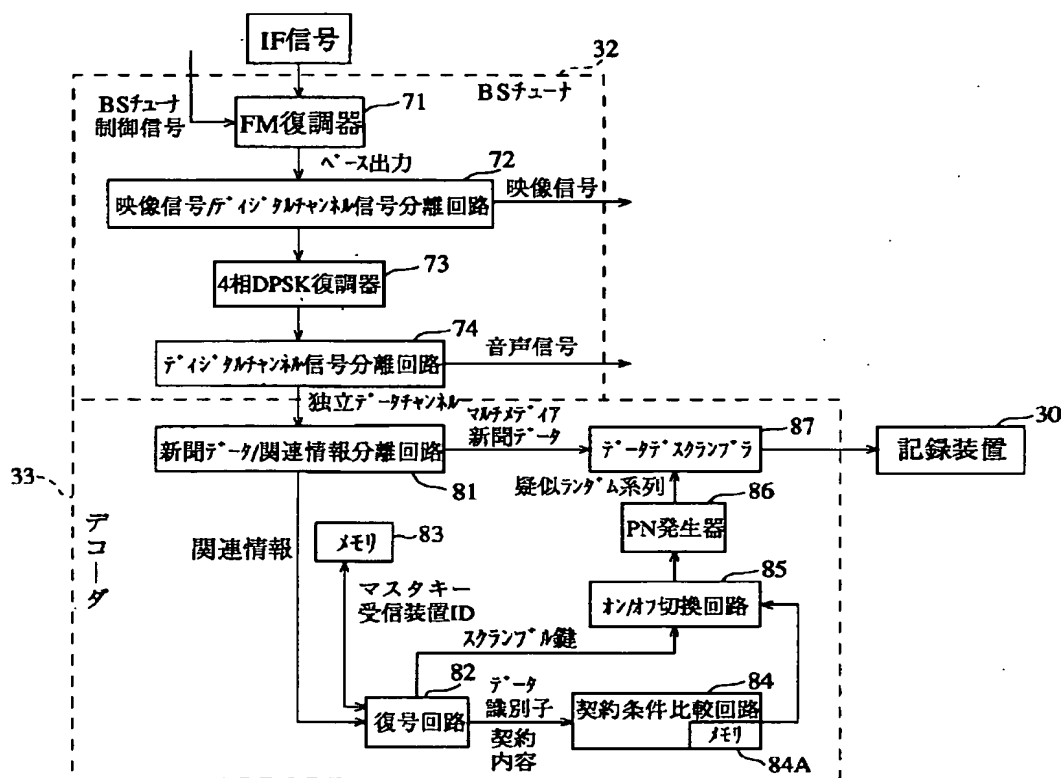 IF信号
32
BSチューナ
BSチューナ
制御信号
71
FM復調器
ベース出力
72
映像信号/ディジタルチャンネル信号分離回路
映像信号
73
4相DPSK復調器
74
ディジタルチャンネル信号分離回路
音声信号
独立データチャンネル
新聞データ/関連情報分離回路
81
マルチメディア
新聞データ
87
データデスクランブラ
30
記録装置
33
デコーダ
疑似ランダム系列
86
PN発生器
関連情報
83
メモリ
マスタキー
受信装置ID
85
オン/オフ切換回路
スクランブル鍵
82
復号回路
データ
識別子
契約
内容
84
契約条件比較回路
メモリ
84A